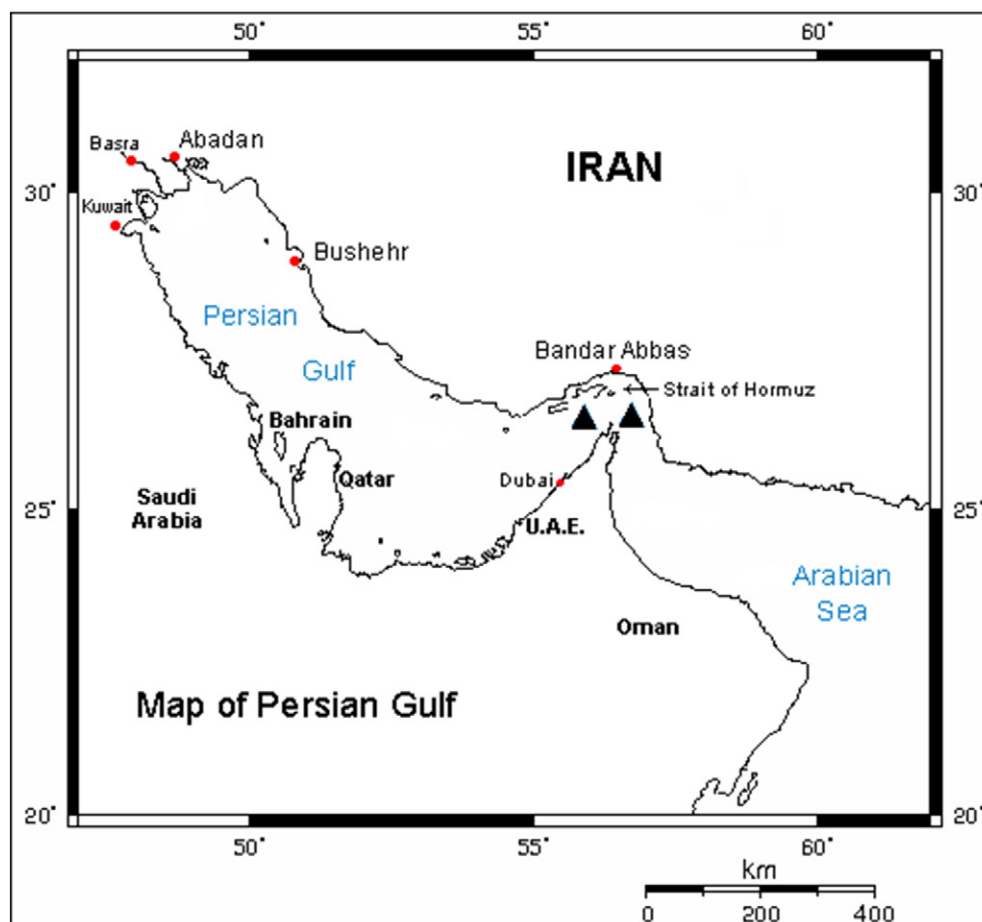 50° 55° 60°
Basra
Abadan
IRAN
30° 30°
Kuwait
Bushehr
Persian
Gulf
Bandar Abbas
Strait of Hormuz
Bahrain
Qatar
Dubai
Saudi
Arabia
25° 25°
U.A.E.
Arabian
Sea
Oman
Map of Persian Gulf
20° 20°
50° 55° 60°
km
0 200 400